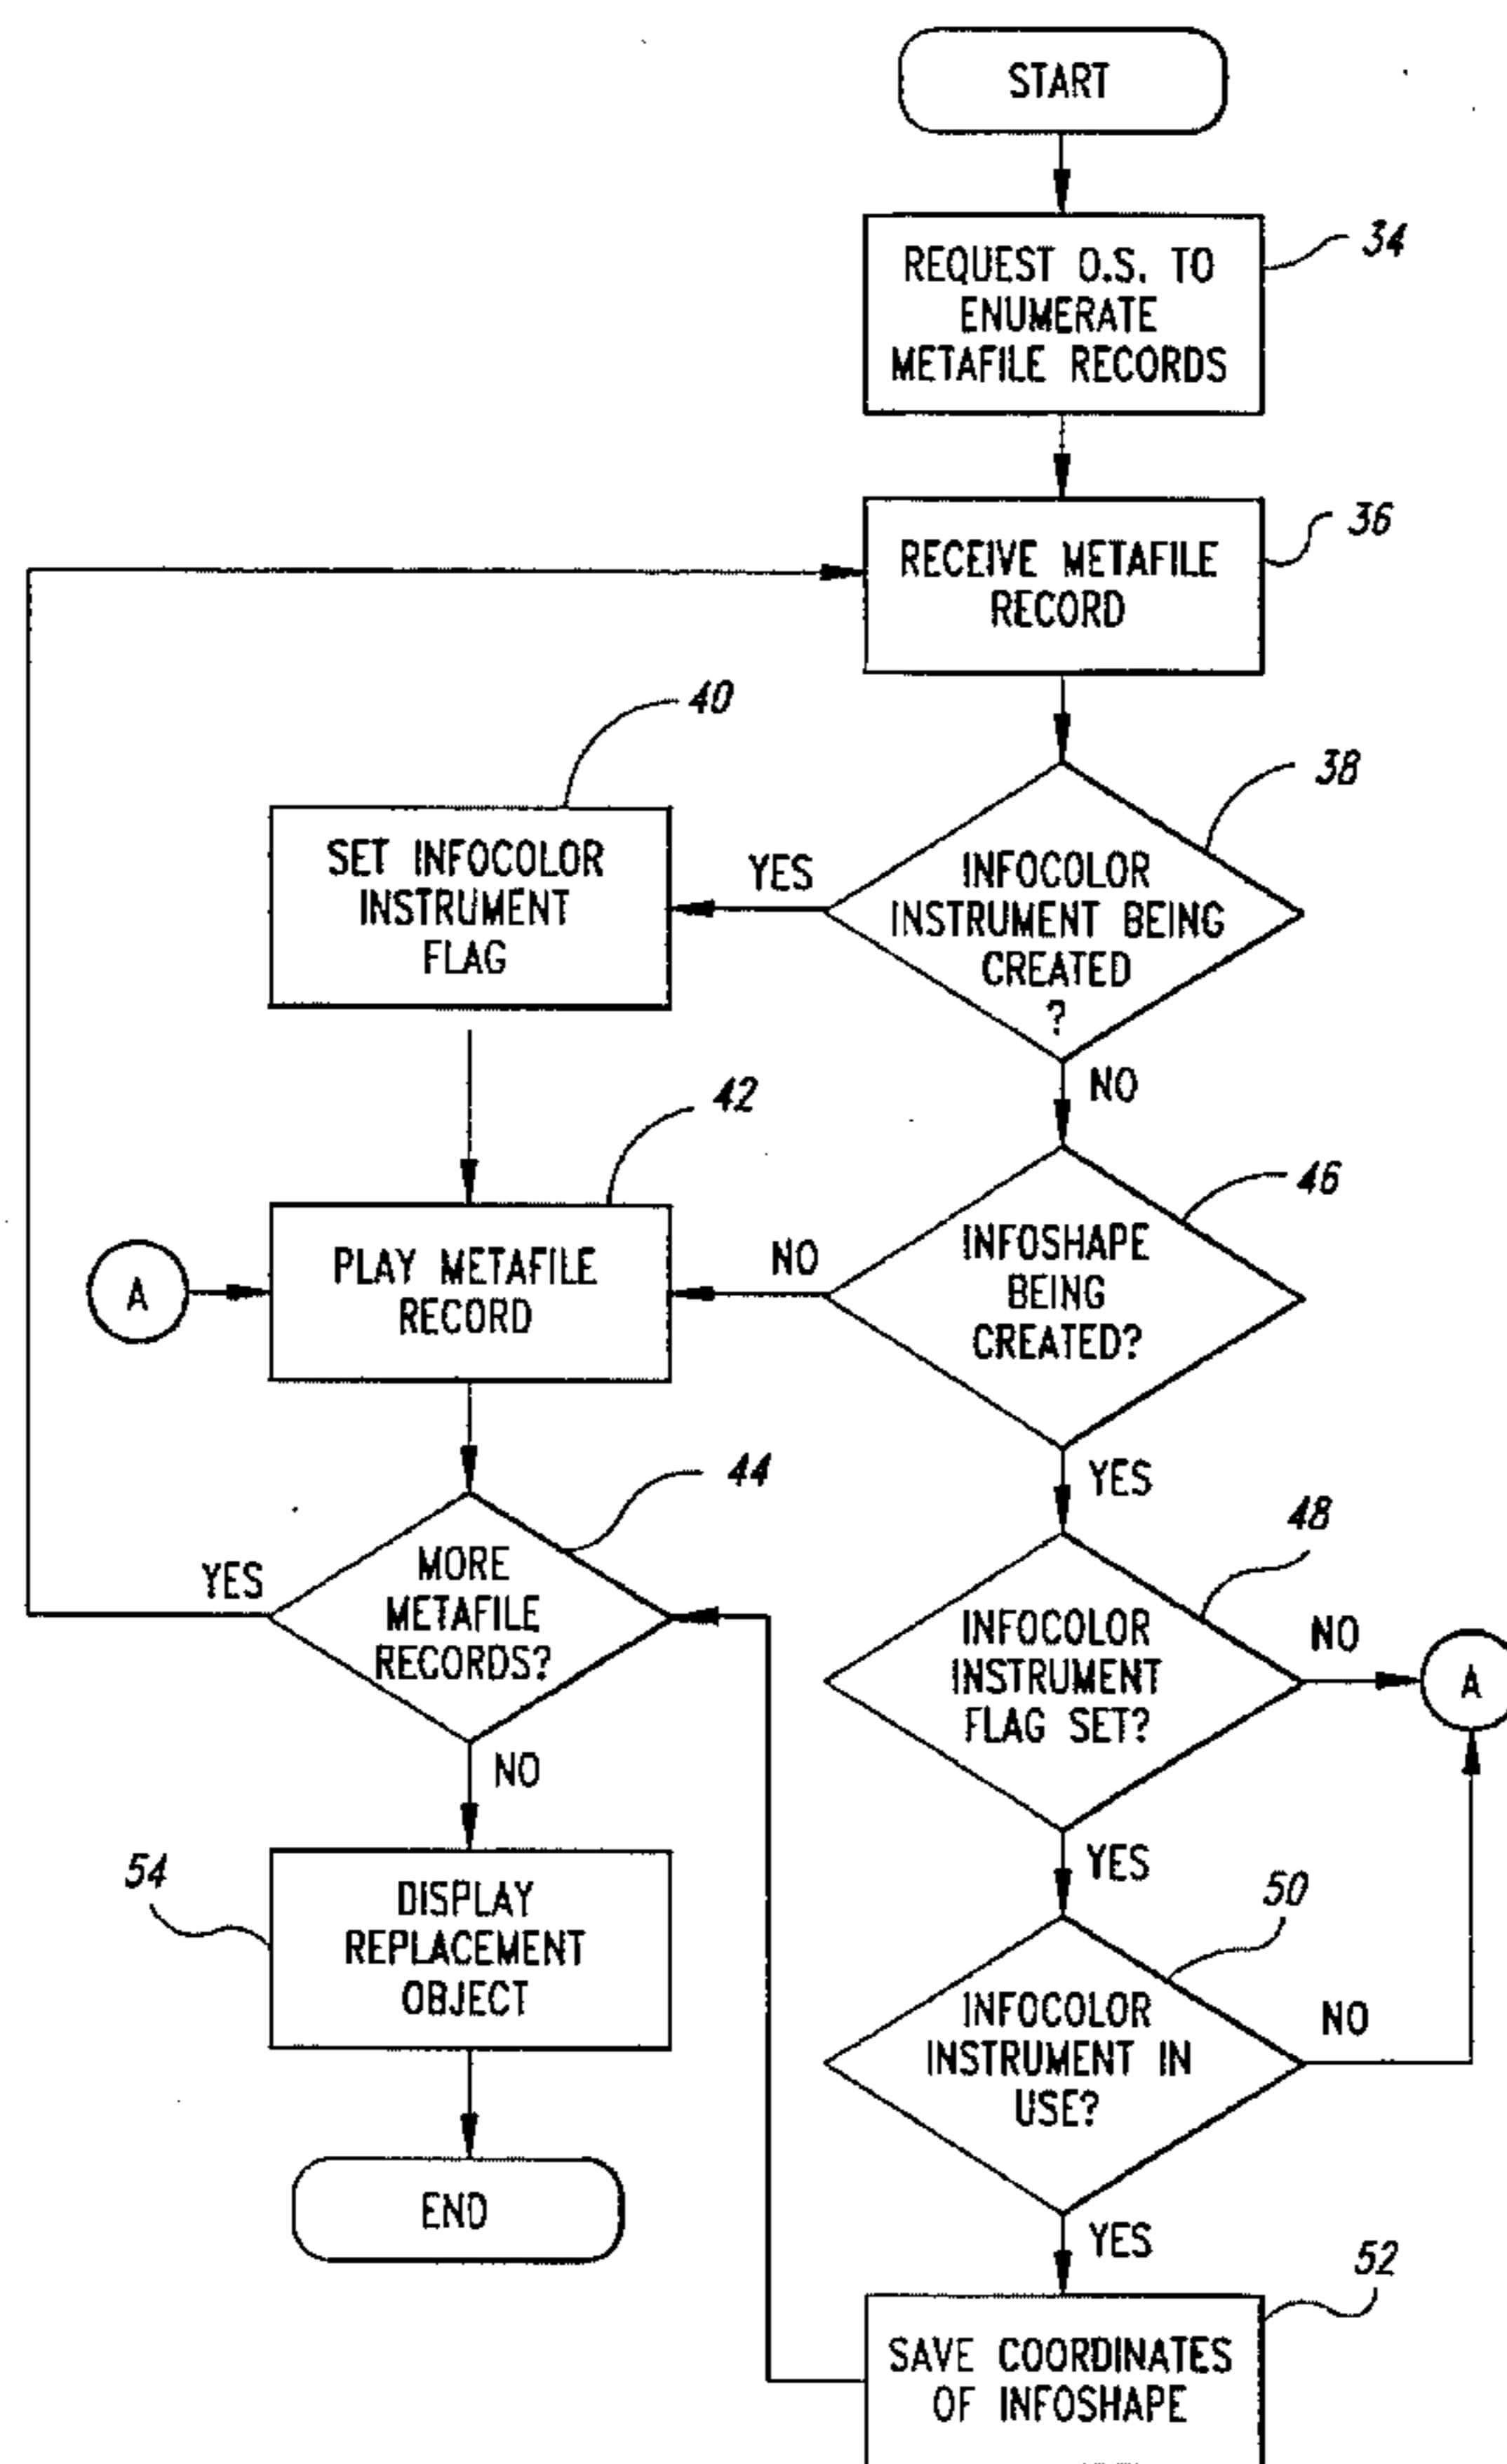 START
34
REQUEST O.S. TO
ENUMERATE
METAFILE RECORDS
36
RECEIVE METAFILE
RECORD
40
38
SET INFOCOLOR
INSTRUMENT
FLAG
YES
INFOCOLOR
INSTRUMENT BEING
CREATED
?
NO
42
46
A
PLAY METAFILE
RECORD
NO
INFOSHAPE
BEING
CREATED?
YES
44
48
YES
MORE
METAFILE
RECORDS?
INFOCOLOR
INSTRUMENT
FLAG SET?
NO
A
NO
YES
54
50
DISPLAY
REPLACEMENT
OBJECT
INFOCOLOR
INSTRUMENT IN
USE?
NO
END
YES
52
SAVE COORDINATES
OF INFOSHAPE